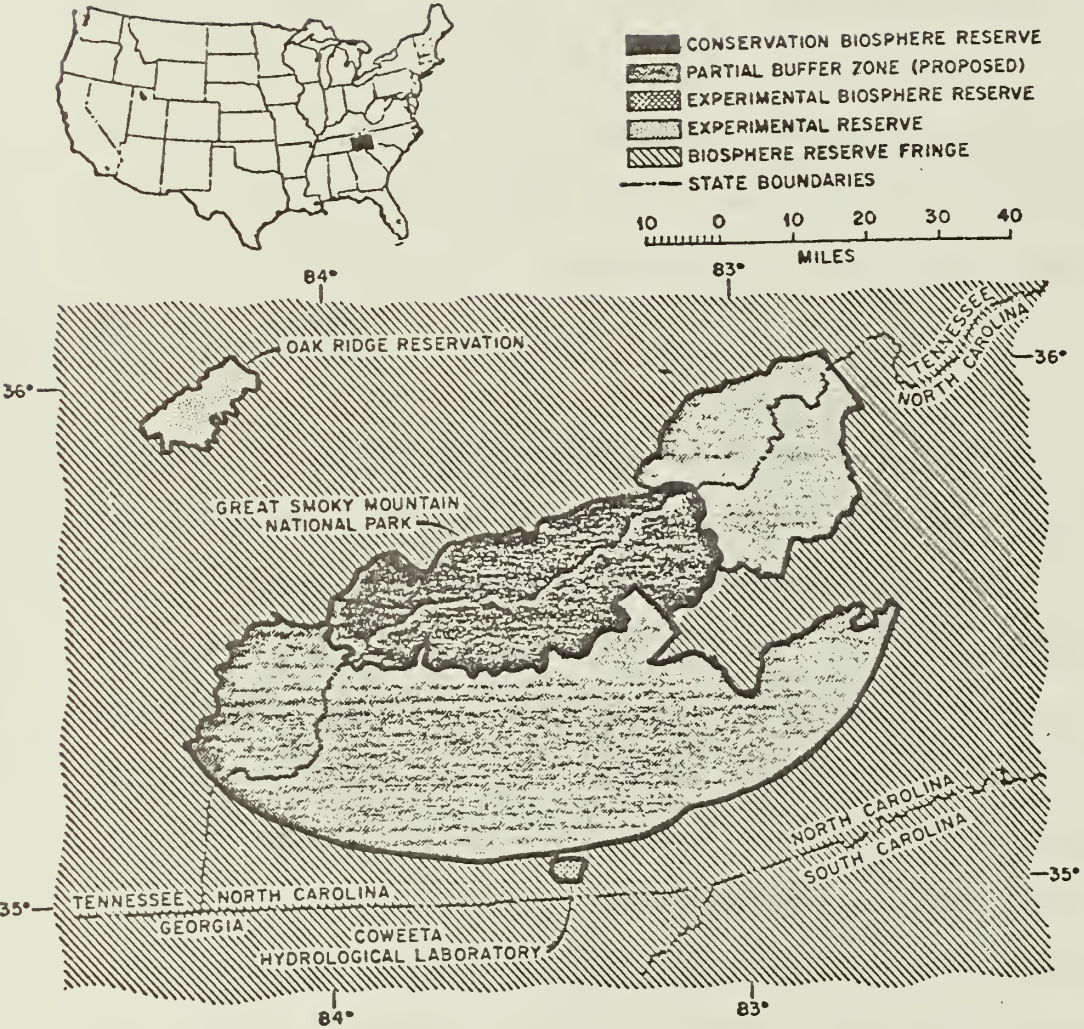 CONSERVATION BIOSPHERE RESERVE
PARTIAL BUFFER ZONE (PROPOSED)
EXPERIMENTAL BIOSPHERE RESERVE
EXPERIMENTAL RESERVE
BIOSPHERE RESERVE FRINGE
STATE BOUNDARIES
10 0 10 20 30 40
MILES
84° 83°
TENNESSEE
NORTH CAROLINA
OAK RIDGE RESERVATION
36° 36°
GREAT SMOKY MOUNTAIN
NATIONAL PARK
NORTH CAROLINA
SOUTH CAROLINA
35° 35°
TENNESSEE NORTH CAROLINA
GEORGIA
COWEETA
HYDROLOGICAL LABORATORY
84° 83°